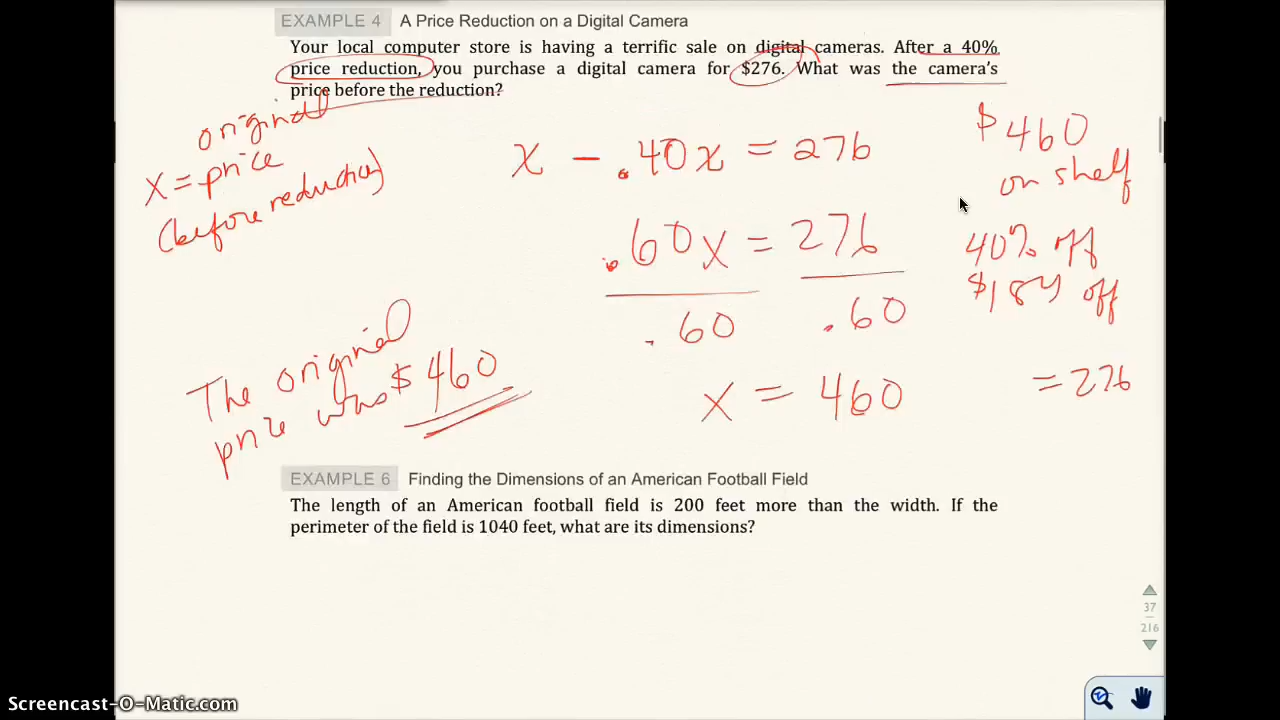 EXAMPLE 4 A Price Reduction on a Digital Camera
Your local computer store is having a terrific sale on digital cameras. After a 40%
price reduction, you purchase a digital camera for $276. What was the camera's
price before the reduction?
original
x = price
(before reduction)
x - .40x = 276
.60x = 276
.60 .60
x = 460
$460
on shelf
40% off
$184 off
= 276
The original
price was $460
EXAMPLE 6 Finding the Dimensions of an American Football Field
The length of an American football field is 200 feet more than the width. If the
perimeter of the field is 1040 feet, what are its dimensions?
37
216
Screencast-O-Matic.com